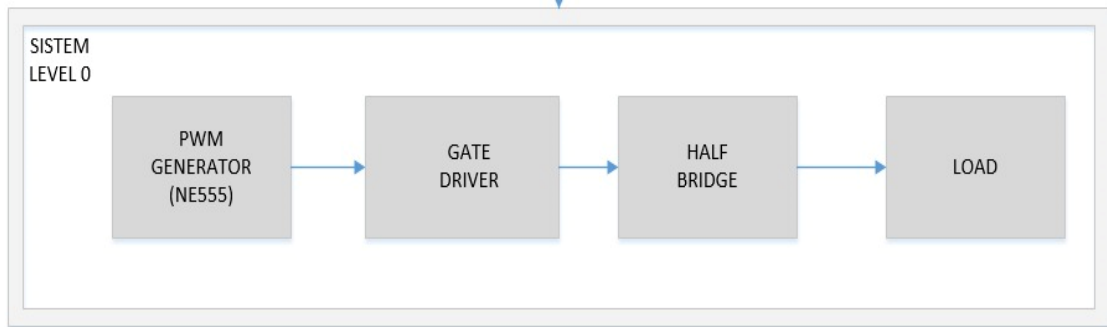 SISTEM
LEVEL 0
PWM
GENERATOR
(NE555)
GATE
DRIVER
HALF
BRIDGE
LOAD